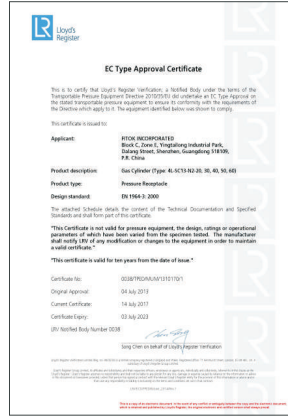 Lloyd's
Register
EC Type Approval Certificate
This is to certify that Lloyd's Register Verification, a Notified Body under the terms of the
Transportable Pressure Equipment Directive 2010/35/EU did undertake an EC Type Approval on
the stated transportable pressure equipment to ensure its conformity with the requirements of
the Directive which apply to it. The equipment identified below was shown to comply.
This certificate is issued to:
Applicant: FITOK INCORPORATED
Block C, Zone E, Yingtailong Industrial Park,
Dalang Street, Shenzhen, Guangdong 518109,
P.R. China
Product description: Gas Cylinder (Type: 4L-SC13-N2-20, 30, 40, 50, 60)
Product type: Pressure Receptacle
Design standard: EN 1964-3: 2000
The attached Schedule details the content of the Technical Documentation and Specified
Standards and shall form part of this certificate.
"This Certificate is not valid for pressure equipment, the design, ratings or operational
parameters of which have been varied from the specimen tested. The manufacturer
shall notify LRV of any modification or changes to the equipment in order to maintain
a valid certificate."
"This certificate is valid for ten years from the date of issue."
Certificate No: 0038/TPED/MUM/1310170/1
Original Approval: 04 July 2013
Current Certificate: 14 July 2017
Certificate Expiry: 03 July 2023
LRV Notified Body Number 0038
Song Chen on behalf of Lloyd's Register Verification